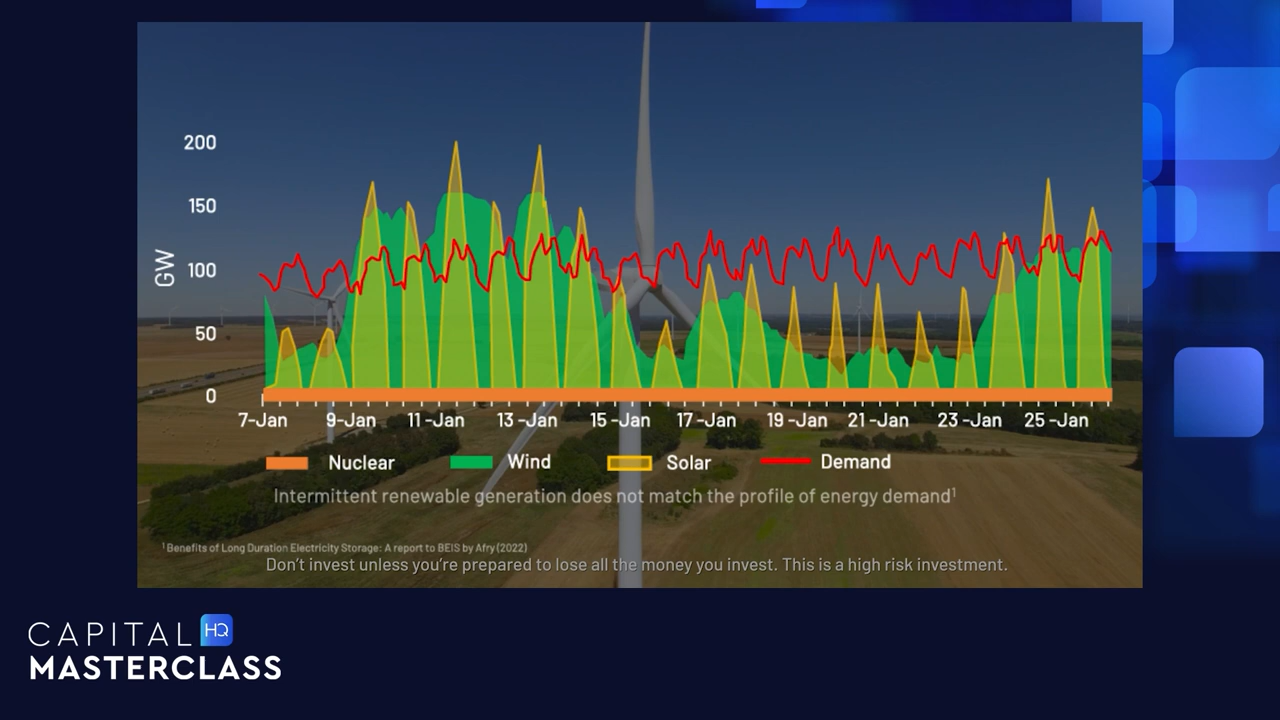 200
150
100
50
0
GW
7-Jan 9-Jan 11 -Jan 13 -Jan 15 -Jan 17 -Jan 19 -Jan 21 -Jan 23 -Jan 25 -Jan
Nuclear Wind Solar Demand
Intermittent renewable generation does not match the profile of energy demand¹
¹ Benefits of Long Duration Electricity Storage: A report to BEIS by Afry (2022)
Don't invest unless you're prepared to lose all the money you invest. This is a high risk investment.
CAPITAL HQ
MASTERCLASS